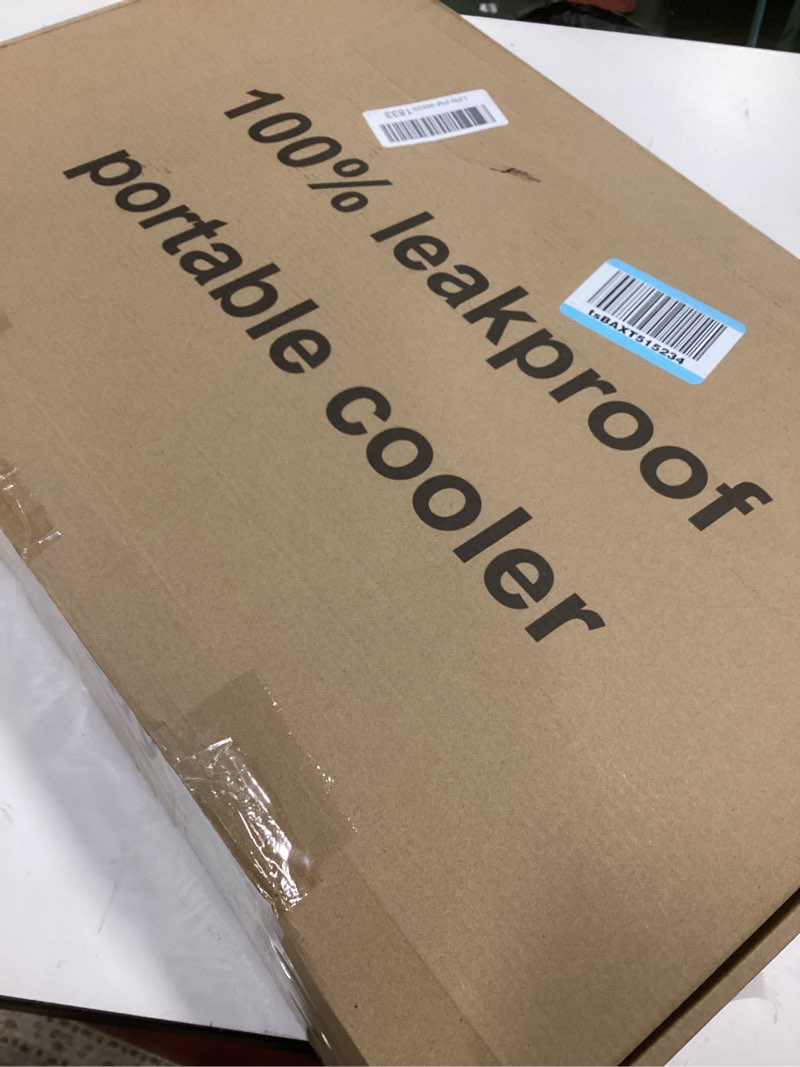 100% leakproof
portable cooler
tsBAXT515234